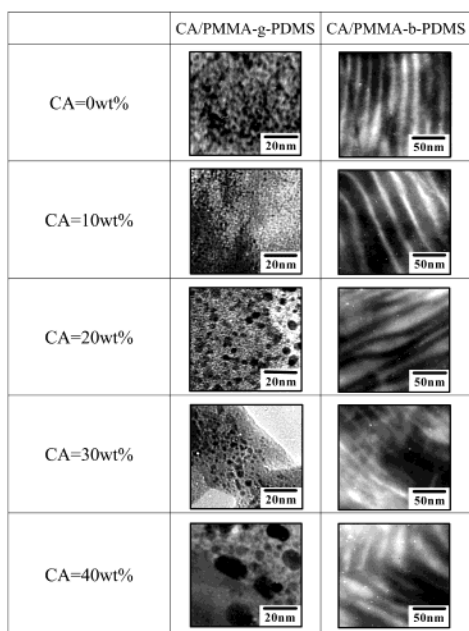 CA/PMMA-g-PDMS CA/PMMA-b-PDMS
CA=0wt% 20nm 50nm
CA=10wt% 20nm 50nm
CA=20wt% 20nm 50nm
CA=30wt% 20nm 50nm
CA=40wt% 20nm 50nm